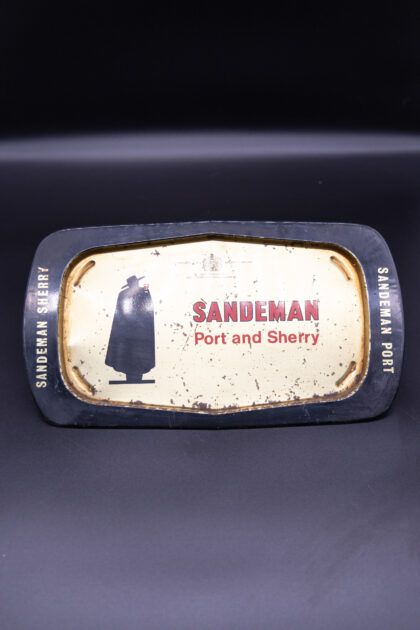 SANDEMAN SHERRY
SANDEMAN
Port and Sherry
SANDEMAN PORT